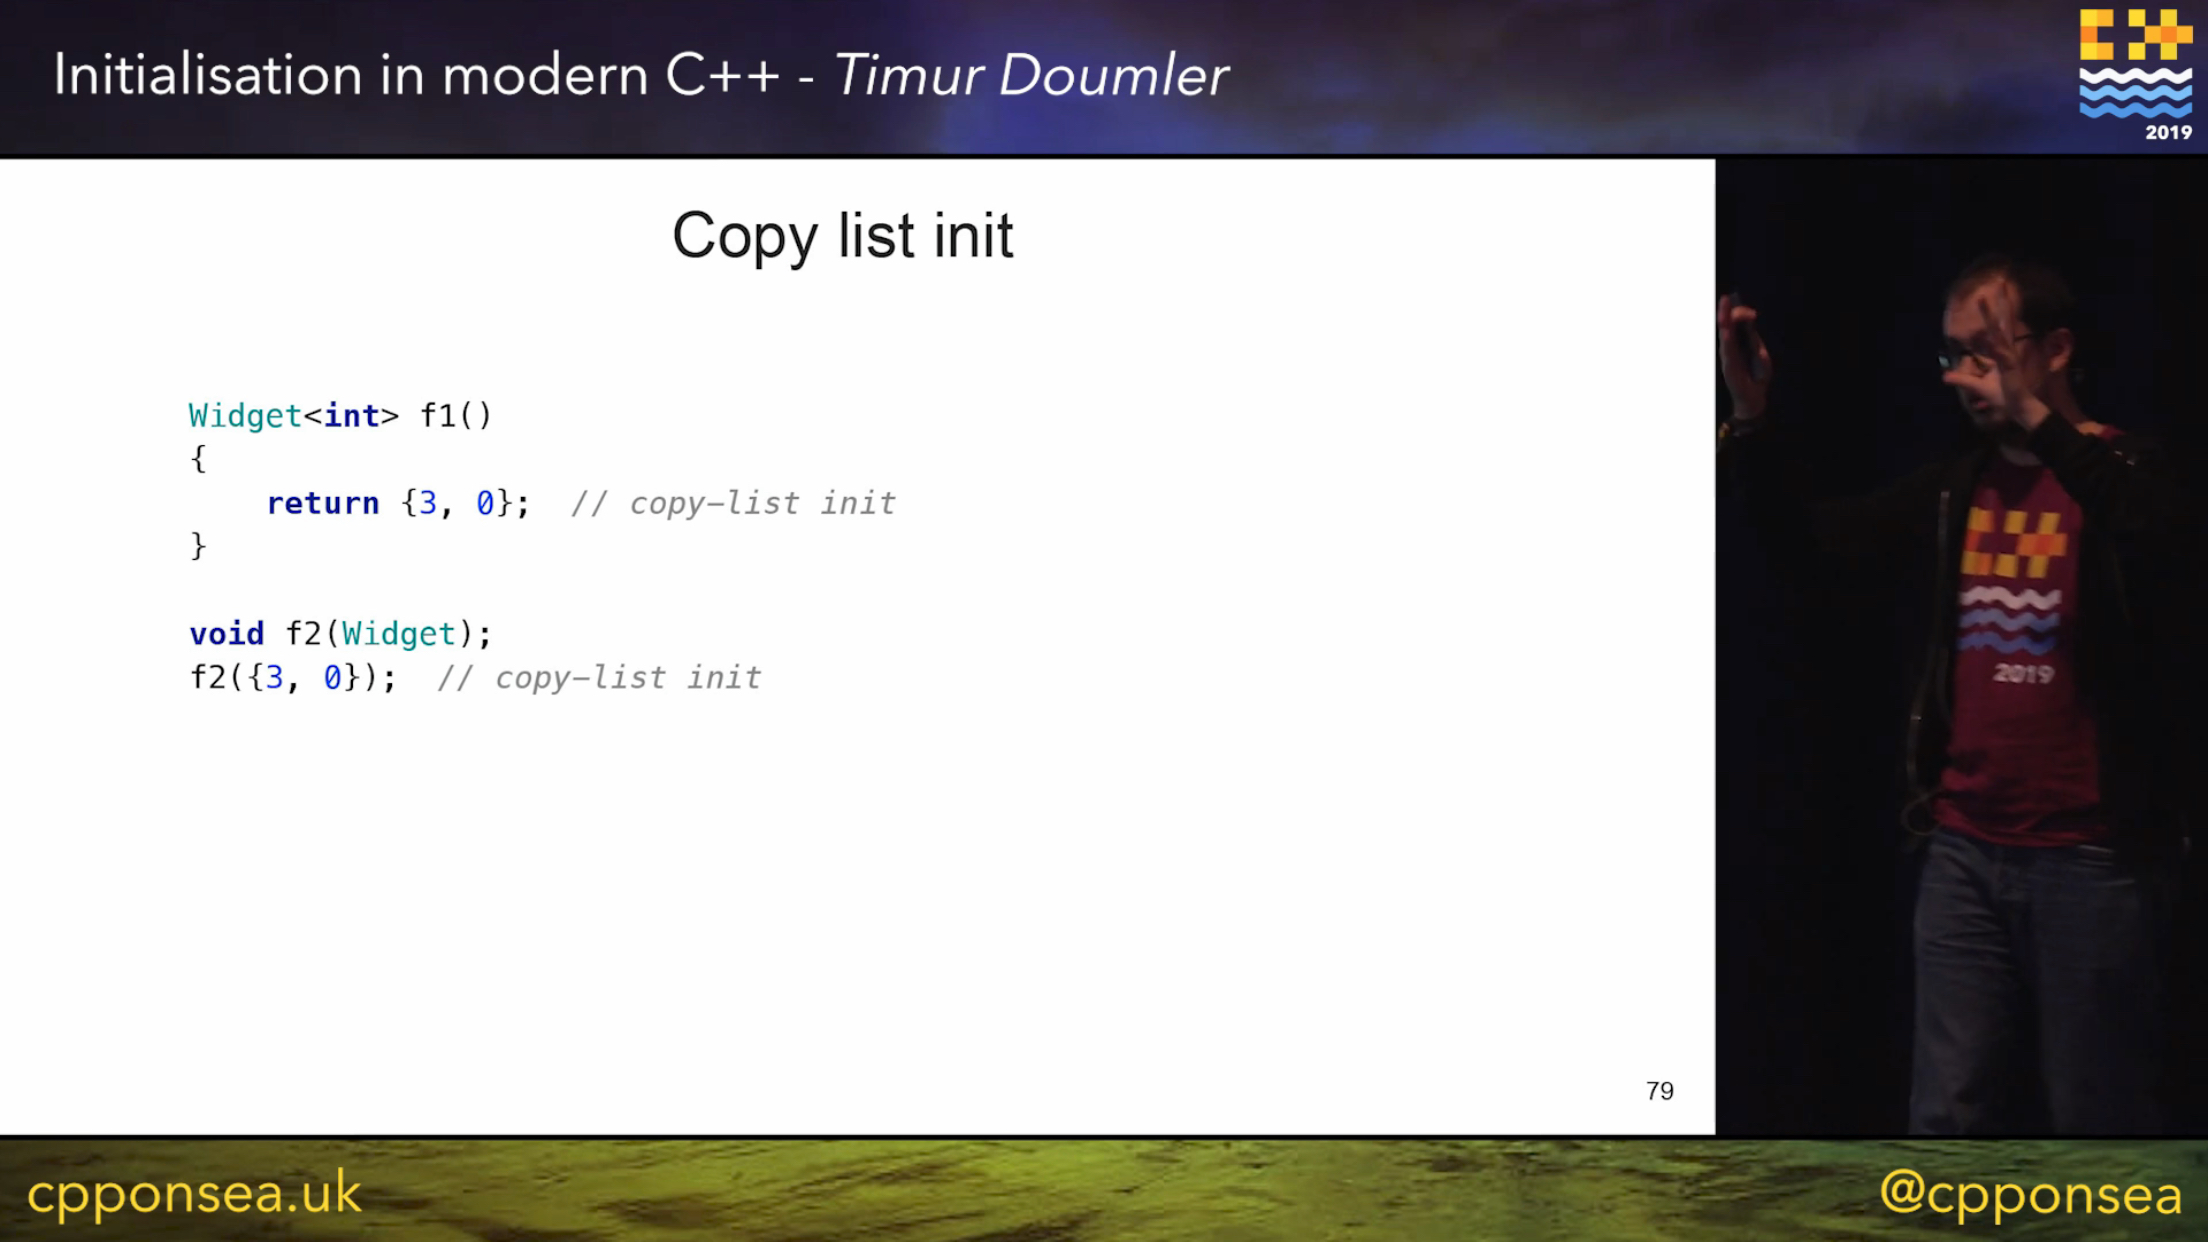 Initialisation in modern C++ - Timur Doumler
2019
Copy list init
Widget<int> f1()
{
    return {3, 0};  // copy-list init
}
void f2(Widget);
f2({3, 0});  // copy-list init
79
2019
cpponsea.uk
@cpponsea